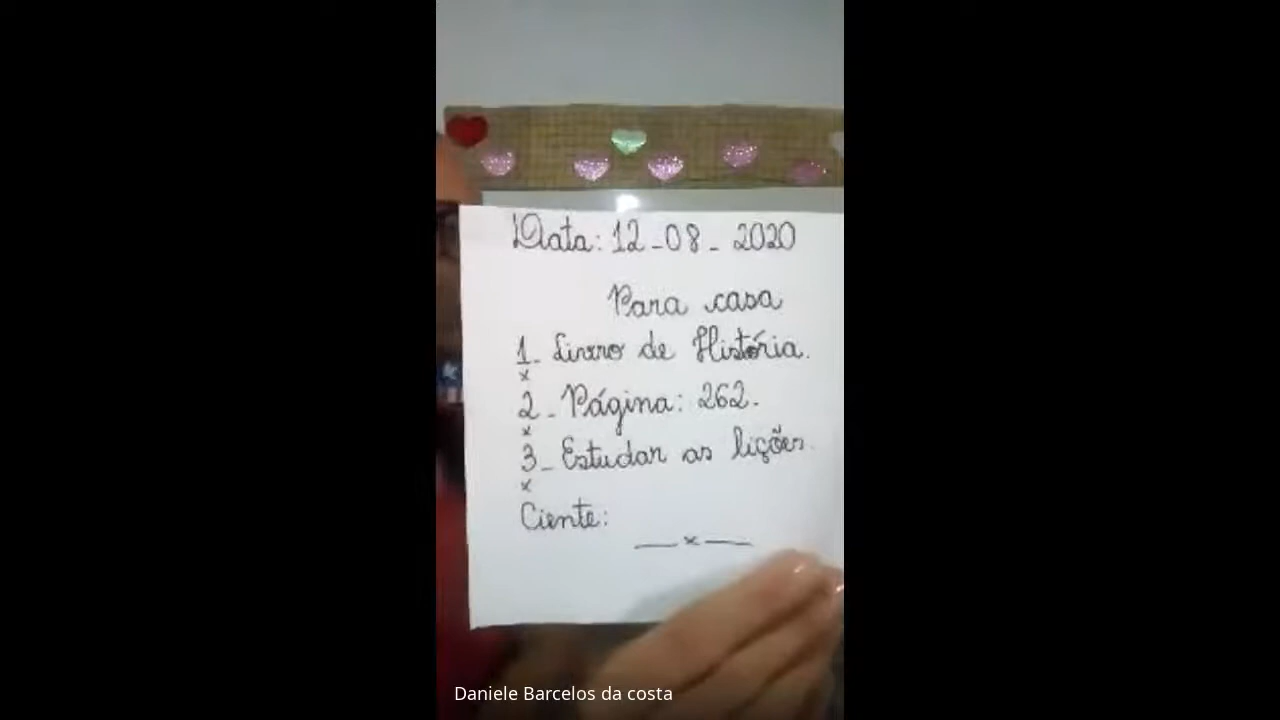 Data: 12-08-2020
Para casa
1- Livro de História.
x
2- Página: 262.
x
3- Estudar as lições.
x
Ciente:
—x—
Daniele Barcelos da costa